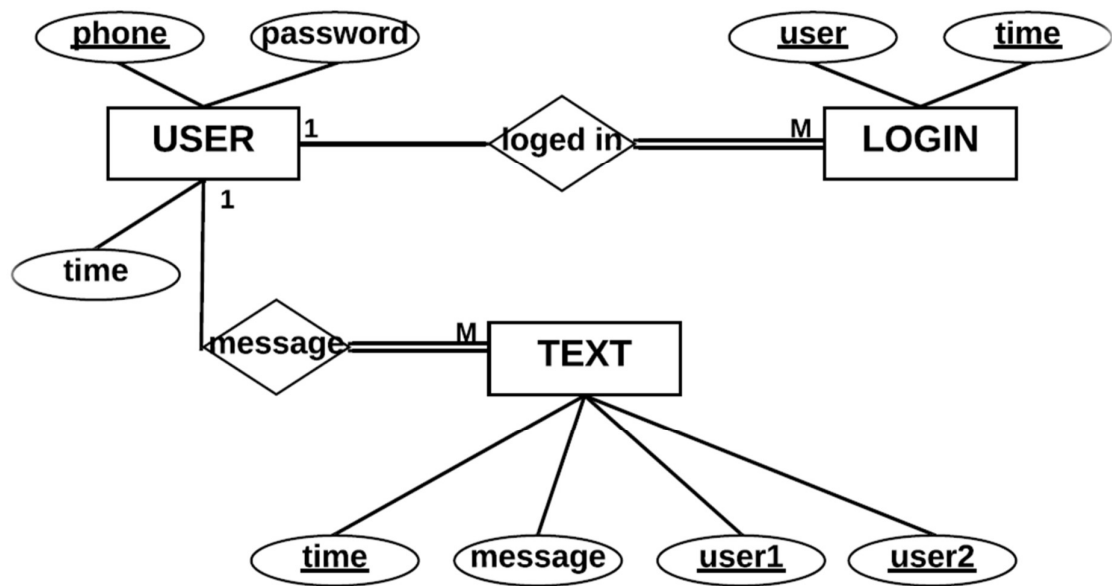 phone
password
user
time
USER
1
loged in
M
LOGIN
1
time
message
M
TEXT
time
message
user1
user2